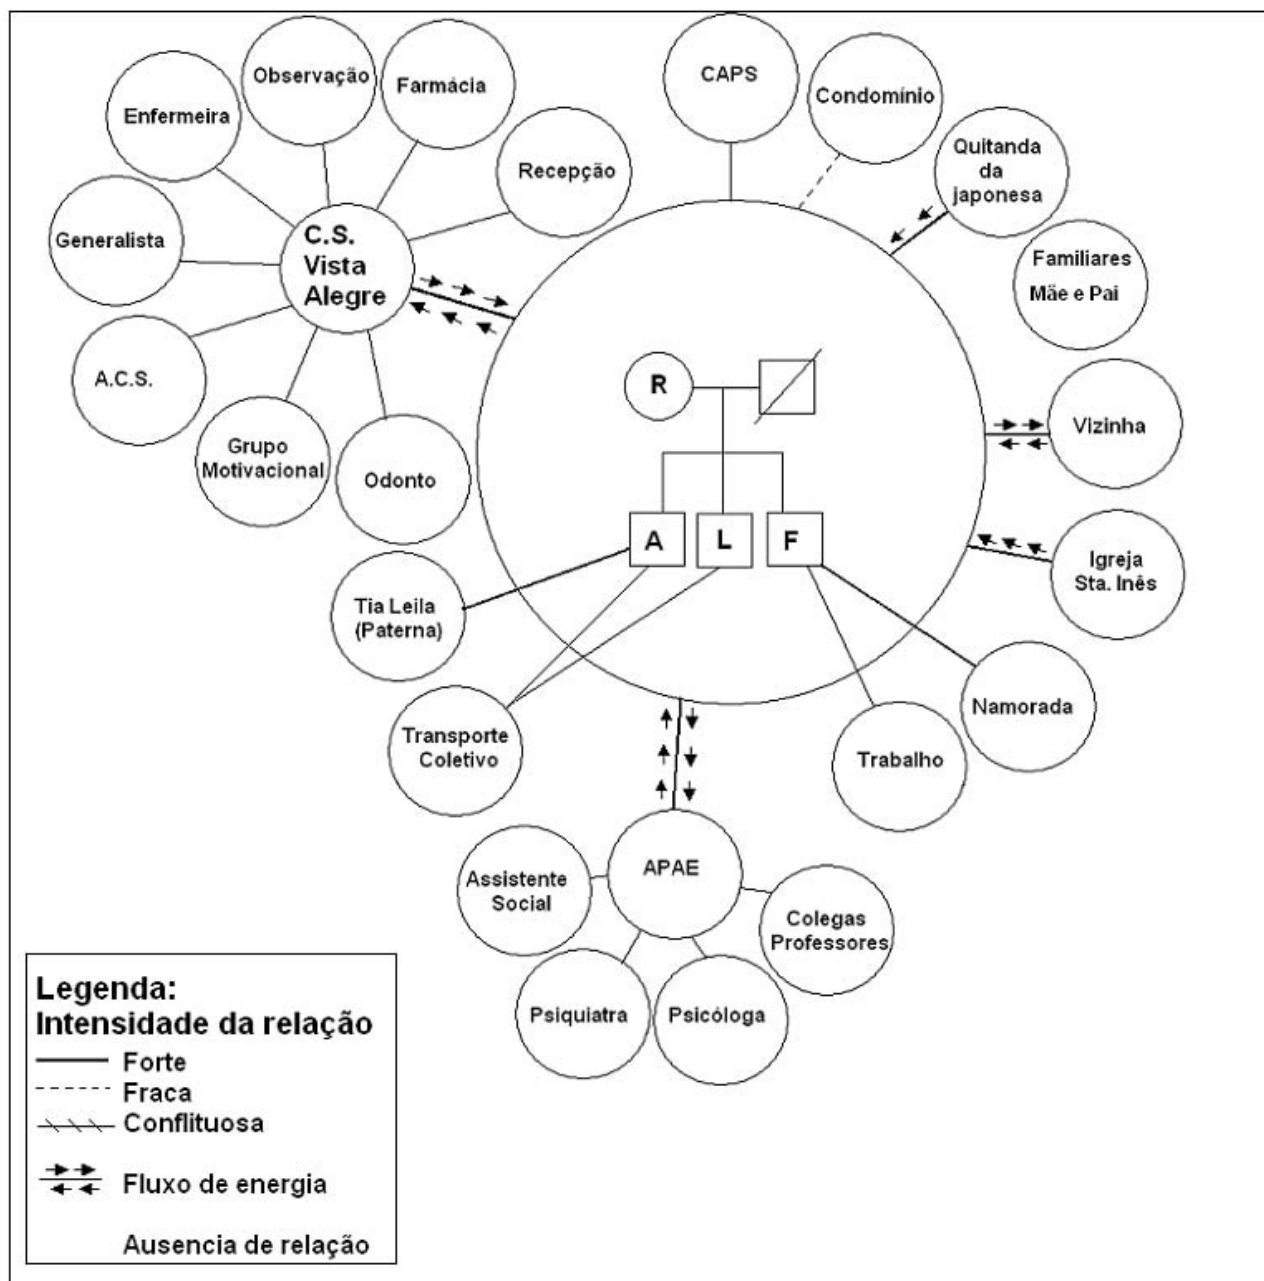 Observação
Farmácia
Enfermeira
Recepção
Generalista
C.S.
Vista
Alegre
A.C.S.
Grupo
Motivacional
Odonto
CAPS
Condomínio
Quitanda
da
japonesa
Familiares
Mãe e Pai
Vizinha
Igreja
Sta. Inês
R
A
L
F
Tia Leila
(Paterna)
Transporte
Coletivo
Trabalho
Namorada
APAE
Assistente
Social
Psiquiatra
Psicóloga
Colegas
Professores
Legenda:
Intensidade da relação
Forte
Fraca
Conflituosa
Fluxo de energia
Ausencia de relação